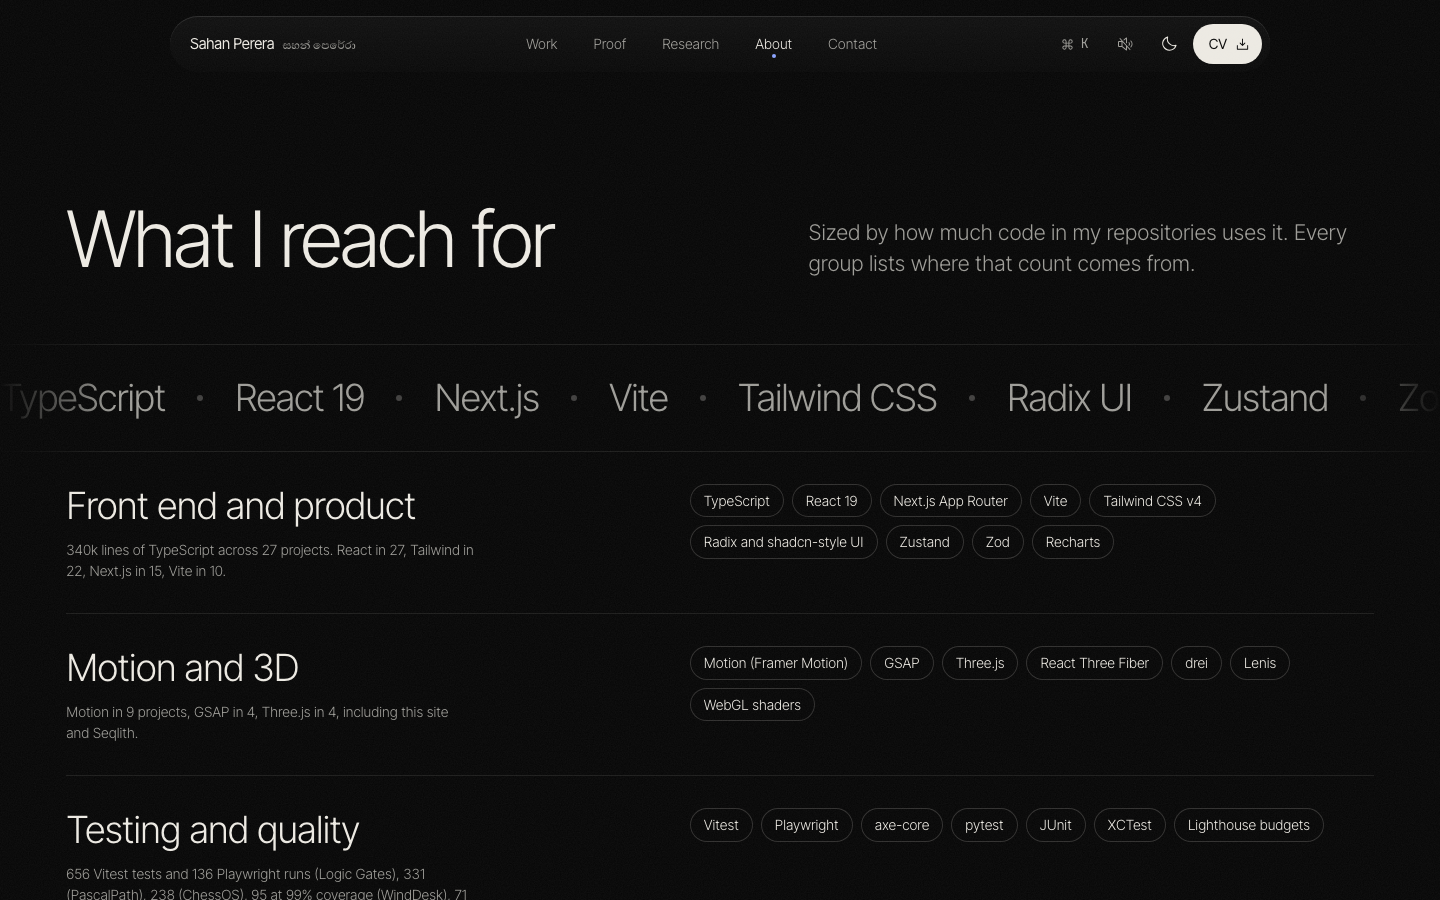 Sahan Perera සහන් පෙරේරා
Work Proof Research About Contact
⌘ K
CV
What I reach for
Sized by how much code in my repositories uses it. Every
group lists where that count comes from.
TypeScript • React 19 • Next.js • Vite • Tailwind CSS • Radix UI • Zustand • Zo
Front end and product
340k lines of TypeScript across 27 projects. React in 27, Tailwind in
22, Next.js in 15, Vite in 10.
TypeScript React 19 Next.js App Router Vite Tailwind CSS v4
Radix and shadcn-style UI Zustand Zod Recharts
Motion and 3D
Motion in 9 projects, GSAP in 4, Three.js in 4, including this site
and Seqlith.
Motion (Framer Motion) GSAP Three.js React Three Fiber drei Lenis
WebGL shaders
Testing and quality
656 Vitest tests and 136 Playwright runs (Logic Gates), 331
(PascalPath), 238 (ChessOS), 95 at 99% coverage (WindDesk), 71
Vitest Playwright axe-core pytest JUnit XCTest Lighthouse budgets